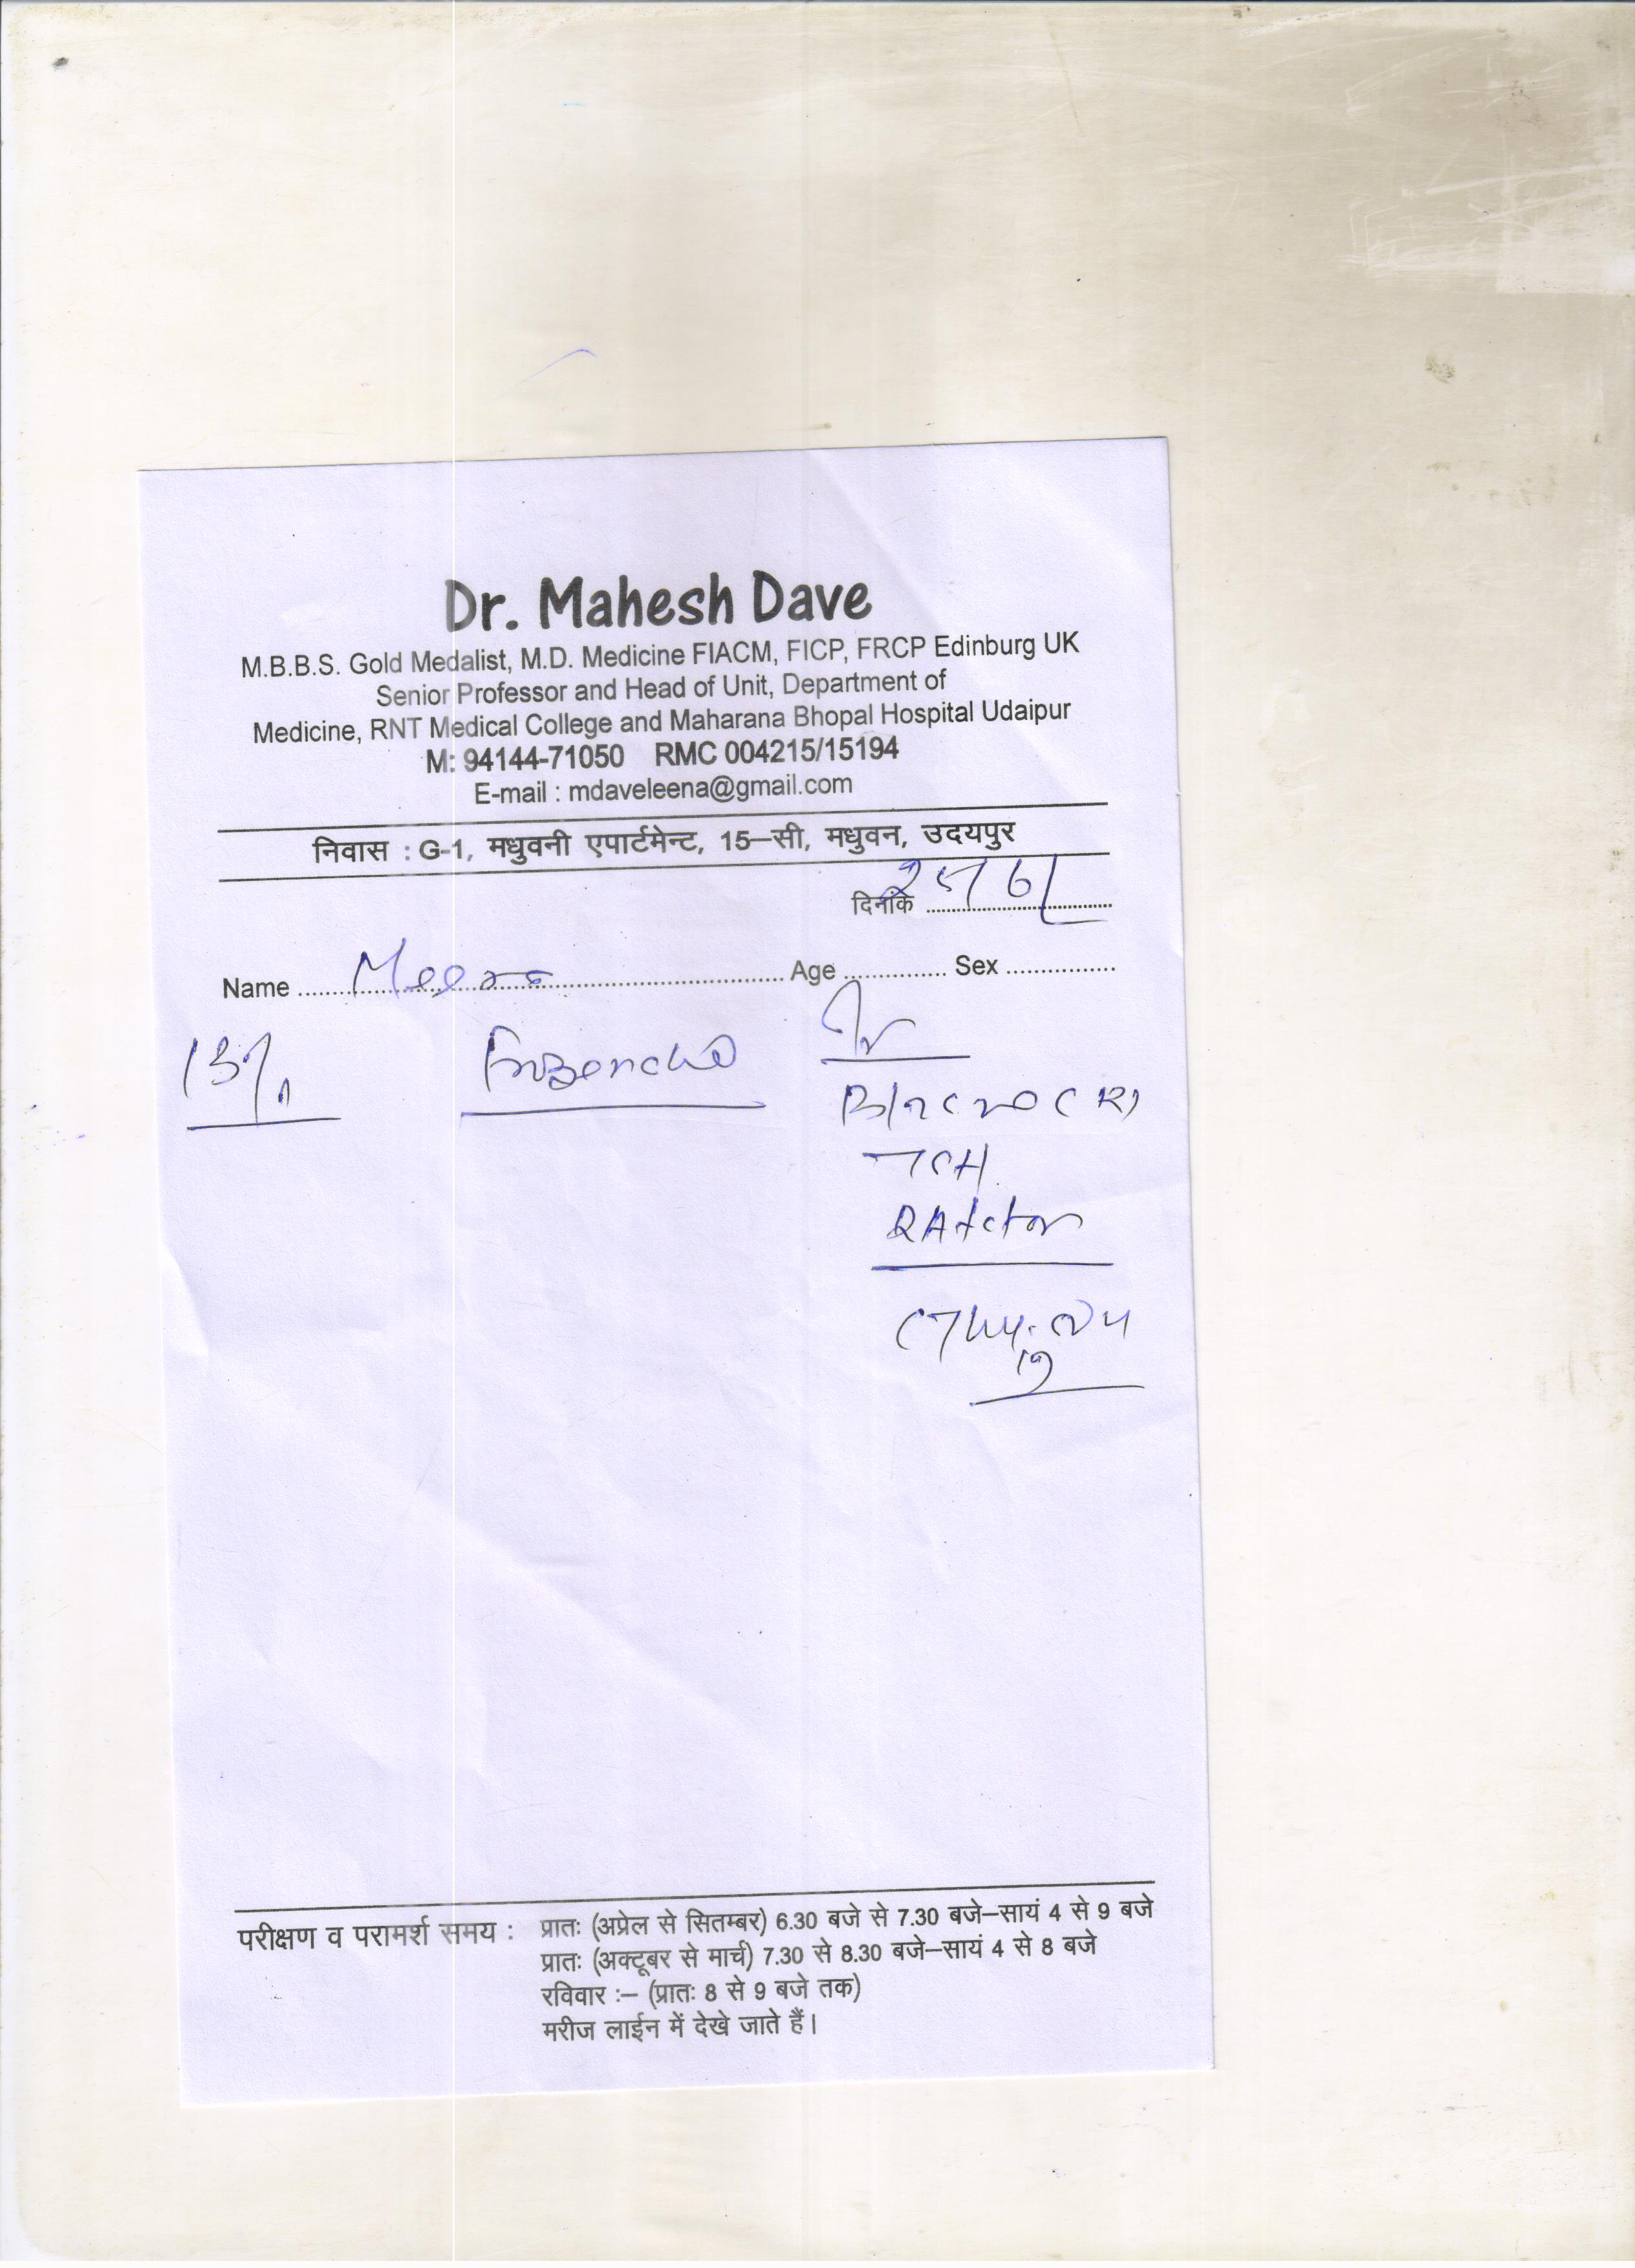 Dr. Mahesh Dave
M.B.B.S. Gold Medalist, M.D. Medicine FIACM, FICP, FRCP Edinburg UK
Senior Professor and Head of Unit, Department of
Medicine, RNT Medical College and Maharana Bhopal Hospital Udaipur
M: 94144-71050 RMC 004215/15194
E-mail : mdaveleena@gmail.com
निवास : G-1, मधुवनी एपार्टमेन्ट, 15–सी, मधुवन, उदयपुर
दिनांक
Name Meera Age Sex
RAfctor
परीक्षण व परामर्श समय : प्रातः (अप्रेल से सितम्बर) 6.30 बजे से 7.30 बजे–सायं 4 से 9 बजे
प्रातः (अक्टूबर से मार्च) 7.30 से 8.30 बजे–सायं 4 से 8 बजे
रविवार :– (प्रातः 8 से 9 बजे तक)
मरीज लाईन में देखे जाते हैं।